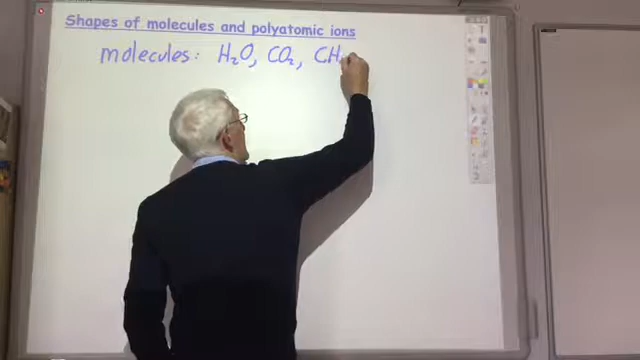 Shapes of molecules and polyatomic ions
molecules: H₂O, CO₂, CH